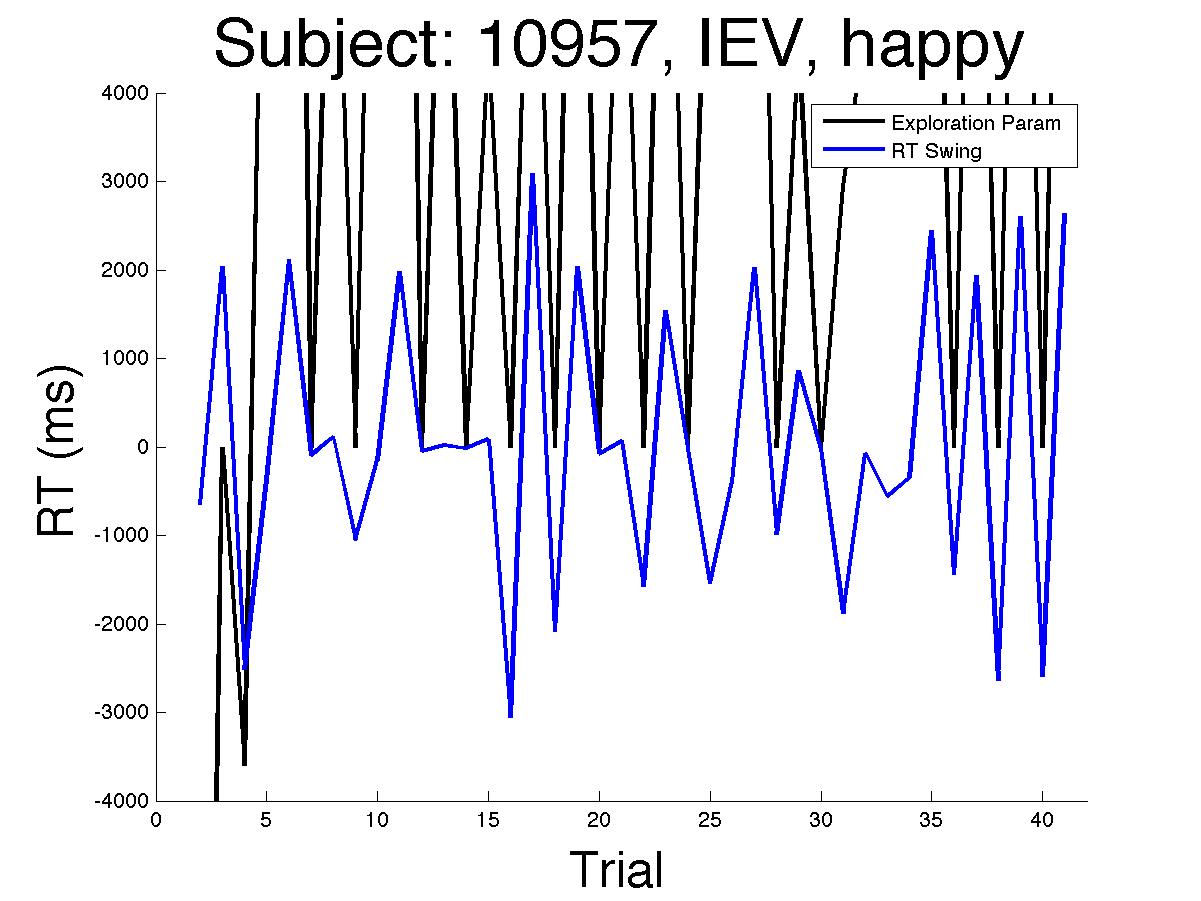 Subject: 10957, IEV, happy
4000
3000
2000
1000
0
-1000
-2000
-3000
-4000
RT (ms)
Exploration Param
RT Swing
0 5 10 15 20 25 30 35 40
Trial